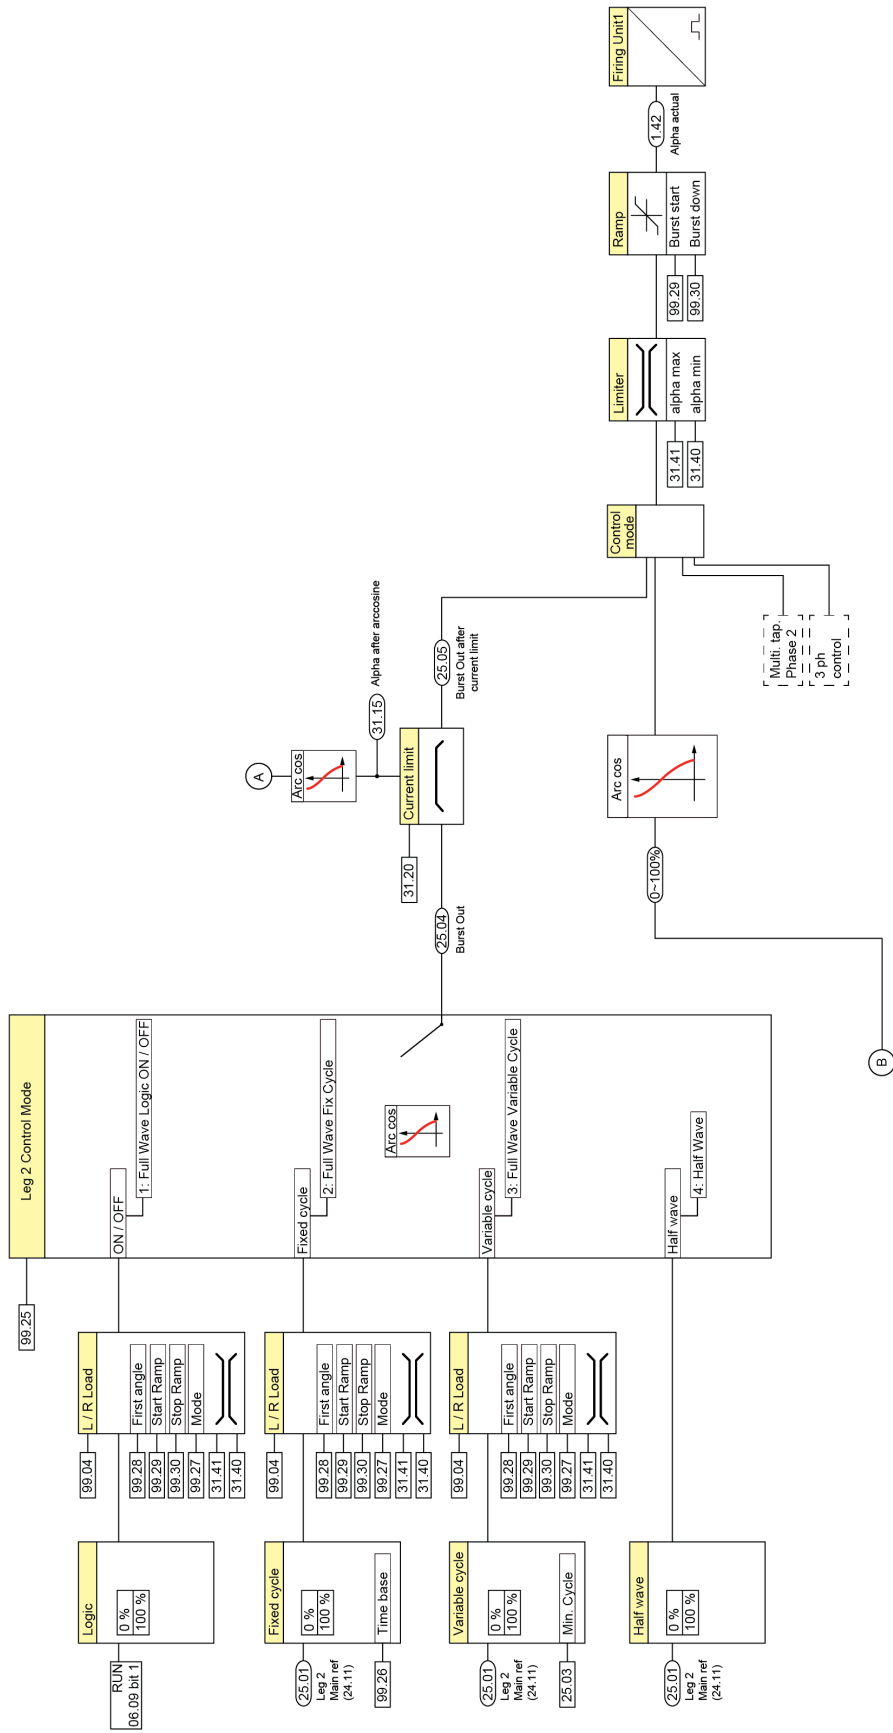 RUN
06.09 bit 1
Logic
0 %
100 %
99.04
L / R Load
99.28
First angle
99.29
Start Ramp
99.30
Stop Ramp
99.27
Mode
31.41
31.40
99.25
Leg 2 Control Mode
ON / OFF
1: Full Wave Logic ON / OFF
25.01
Leg 2
Main ref
(24.11)
99.26
Fixed cycle
0 %
100 %
Time base
99.04
L / R Load
99.28
First angle
99.29
Start Ramp
99.30
Stop Ramp
99.27
Mode
31.41
31.40
Fixed cycle
2: Full Wave Fix Cycle
Arc cos
25.01
Leg 2
Main ref
(24.11)
25.03
Variable cycle
0 %
100 %
Min. Cycle
99.04
L / R Load
99.28
First angle
99.29
Start Ramp
99.30
Stop Ramp
99.27
Mode
31.41
31.40
Variable cycle
3: Full Wave Variable Cycle
25.01
Leg 2
Main ref
(24.11)
Half wave
0 %
100 %
Half wave
4: Half Wave
25.04
Burst Out
31.20
Current limit
A
Arc cos
31.15
Alpha after arccosine
25.05
Burst Out after
current limit
B
0~100%
Arc cos
Multi. tap.
Phase 2
3 ph
control
Control
mode
31.41
31.40
Limiter
alpha max
alpha min
99.29
99.30
Ramp
Burst start
Burst down
1.42
Alpha actual
Firing Unit1